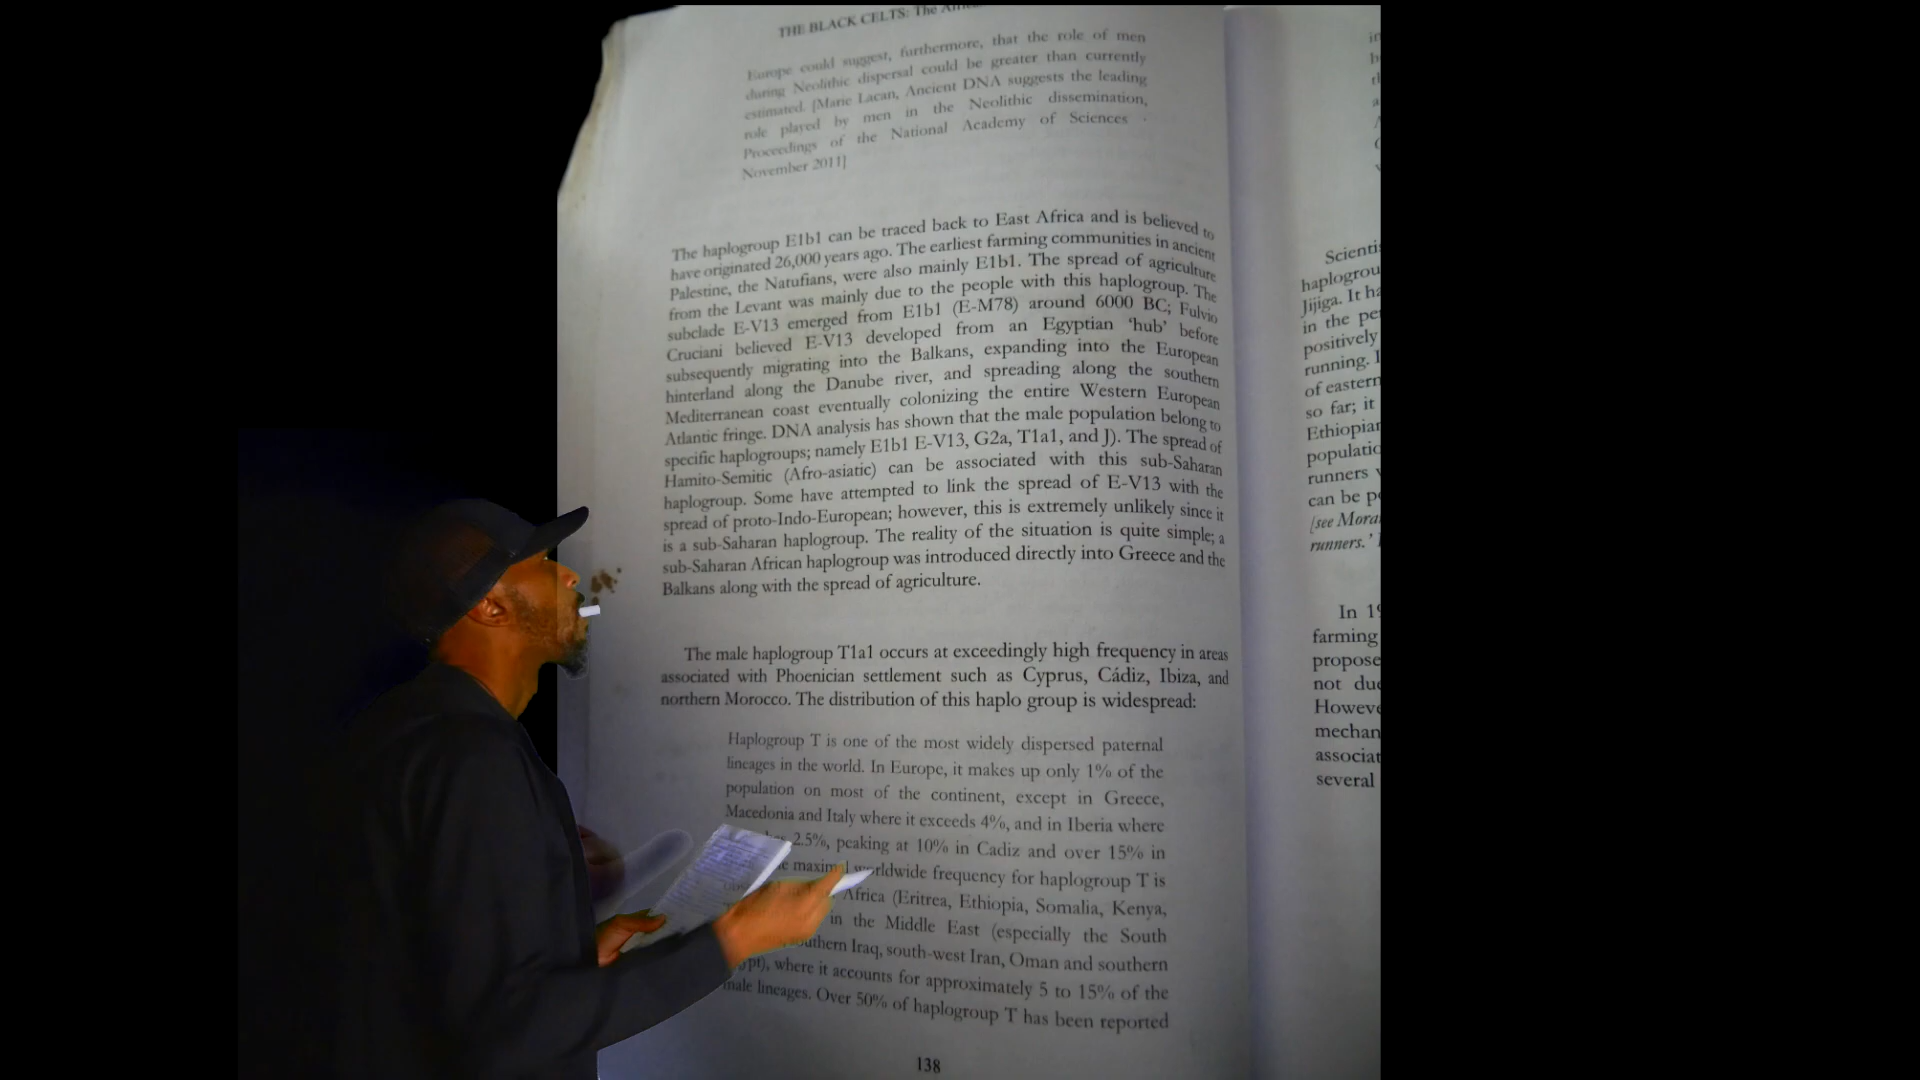 THE BLACK CELTS: The
Europe could suggest, furthermore, that the role of men
during Neolithic dispersal could be greater than currently
estimated. [Marie Lacan, Ancient DNA suggests the leading
role played by men in the Neolithic dissemination,
Proceedings of the National Academy of Sciences -
November 2011]
The haplogroup E1b1 can be traced back to East Africa and is believed to
have originated 26,000 years ago. The earliest farming communities in ancient
Palestine, the Natufians, were also mainly E1b1. The spread of agriculture
from the Levant was mainly due to the people with this haplogroup. The
subclade E-V13 emerged from E1b1 (E-M78) around 6000 BC; Fulvio
Cruciani believed E-V13 developed from an Egyptian ‘hub’ before
subsequently migrating into the Balkans, expanding into the European
hinterland along the Danube river, and spreading along the southern
Mediterranean coast eventually colonizing the entire Western European
Atlantic fringe. DNA analysis has shown that the male population belong to
specific haplogroups; namely E1b1 E-V13, G2a, T1a1, and J). The spread of
Hamito-Semitic (Afro-asiatic) can be associated with this sub-Saharan
haplogroup. Some have attempted to link the spread of E-V13 with the
spread of proto-Indo-European; however, this is extremely unlikely since it
is a sub-Saharan haplogroup. The reality of the situation is quite simple; a
sub-Saharan African haplogroup was introduced directly into Greece and the
Balkans along with the spread of agriculture.
The male haplogroup T1a1 occurs at exceedingly high frequency in areas
associated with Phoenician settlement such as Cyprus, Cádiz, Ibiza, and
northern Morocco. The distribution of this haplo group is widespread:
Haplogroup T is one of the most widely dispersed paternal
lineages in the world. In Europe, it makes up only 1% of the
population on most of the continent, except in Greece,
Macedonia and Italy where it exceeds 4%, and in Iberia where
2.5%, peaking at 10% in Cadiz and over 15% in
maximal worldwide frequency for haplogroup T is
Africa (Eritrea, Ethiopia, Somalia, Kenya,
in the Middle East (especially the South
southern Iraq, south-west Iran, Oman and southern
where it accounts for approximately 5 to 15% of the
male lineages. Over 50% of haplogroup T has been reported
138
Scienti
haplogrou
Jijiga. It ha
in the pe
positively
running. I
of eastern
so far; it
Ethiopian
populatio
runners
can be pe
[see Mora
runners.’
In 19
farming
propose
not due
Howeve
mechan
associat
several